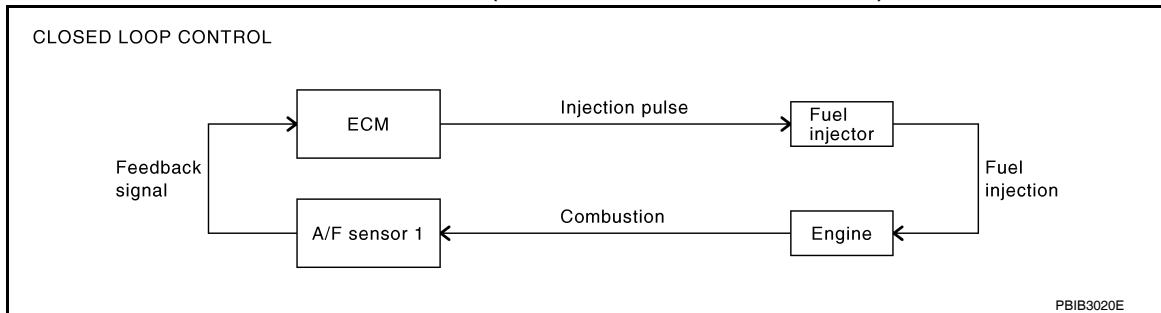 CLOSED LOOP CONTROL
ECM
Injection pulse
Fuel
injector
Feedback
signal
Fuel
injection
A/F sensor 1
Combustion
Engine
PBIB3020E